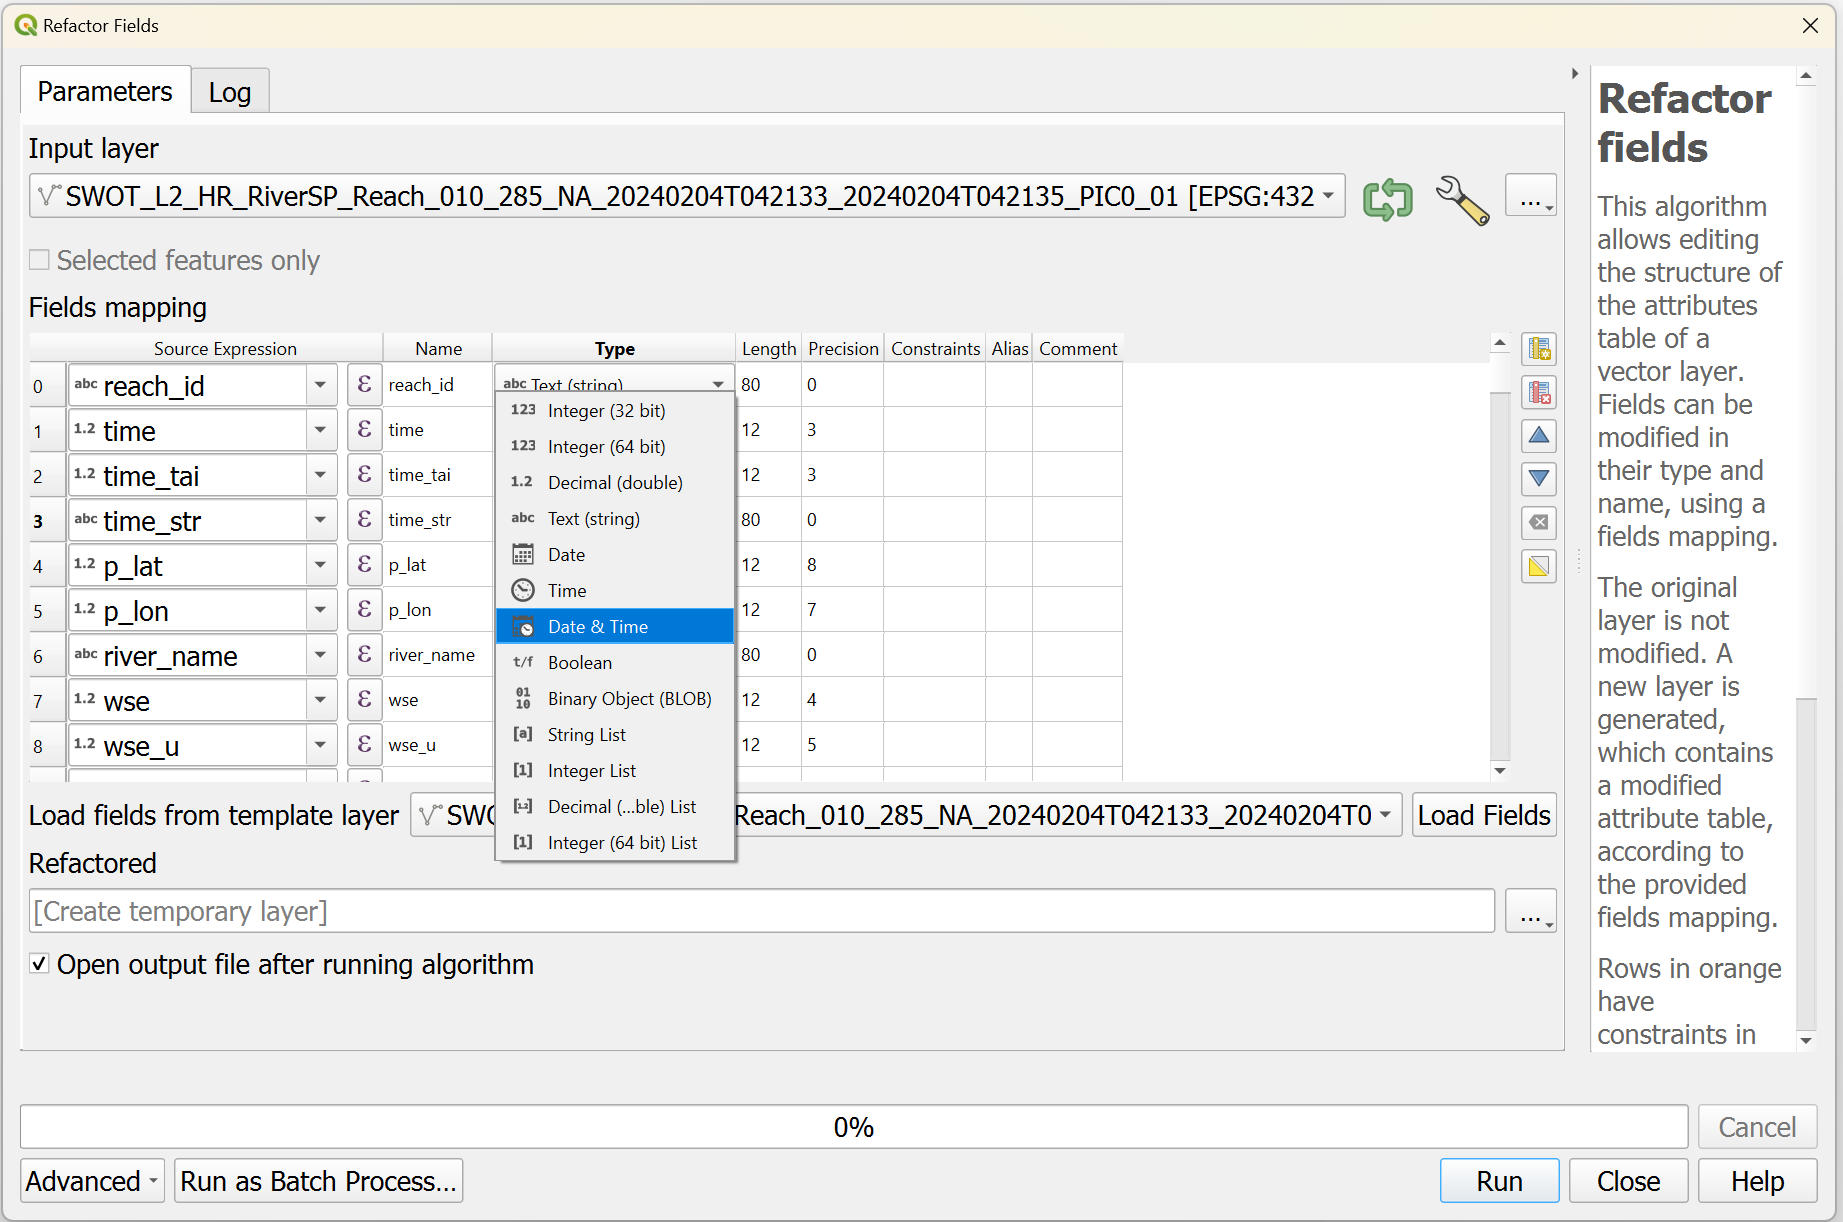 Refactor Fields
Parameters
Log
Input layer
SWOT_L2_HR_RiverSP_Reach_010_285_NA_20240204T042133_20240204T042135_PIC0_01 [EPSG:432
...
Selected features only
Fields mapping
Source Expression Name Type Length Precision Constraints Alias Comment
0 abc reach_id ε reach_id abc Text (string) 80 0
1 1.2 time ε time 12 3
2 1.2 time_tai ε time_tai 12 3
3 abc time_str ε time_str 80 0
4 1.2 p_lat ε p_lat 12 8
5 1.2 p_lon ε p_lon 12 7
6 abc river_name ε river_name 80 0
7 1.2 wse ε wse 12 4
8 1.2 wse_u ε wse_u 12 5
123 Integer (32 bit)
123 Integer (64 bit)
1.2 Decimal (double)
abc Text (string)
Date
Time
Date & Time
t/f Boolean
01 10 Binary Object (BLOB)
[a] String List
[1] Integer List
[1.2] Decimal (...ble) List
[1] Integer (64 bit) List
Load fields from template layer
SWO
Reach_010_285_NA_20240204T042133_20240204T0
Load Fields
Refactored
[Create temporary layer]
...
Open output file after running algorithm
Refactor
fields
This algorithm
allows editing
the structure of
the attributes
table of a
vector layer.
Fields can be
modified in
their type and
name, using a
fields mapping.
The original
layer is not
modified. A
new layer is
generated,
which contains
a modified
attribute table,
according to
the provided
fields mapping.
Rows in orange
have
constraints in
0%
Cancel
Advanced
Run as Batch Process...
Run
Close
Help